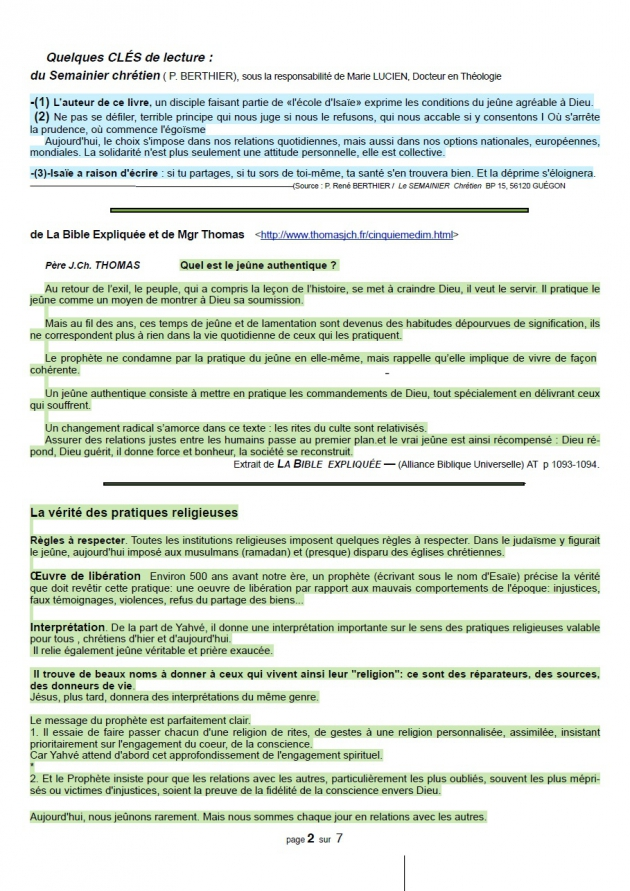 Quelques CLÉS de lecture :
du Semainier chrétien ( P. BERTHIER), sous la responsabilité de Marie LUCIEN, Docteur en Théologie
-(1) L'auteur de ce livre, un disciple faisant partie de «l'école d'Isaïe» exprime les conditions du jeûne agréable à Dieu.
(2) Ne pas se défiler, terrible principe qui nous juge si nous le refusons, qui nous accable si y consentons I Où s'arrête
la prudence, où commence l'égoïsme
Aujourd'hui, le choix s'impose dans nos relations quotidiennes, mais aussi dans nos options nationales, européennes,
mondiales. La solidarité n'est plus seulement une attitude personnelle, elle est collective.
-(3)-Isaïe a raison d'écrire : si tu partages, si tu sors de toi-même, ta santé s'en trouvera bien. Et la déprime s'éloignera.
(Source : P. René BERTHIER / Le SEMAINIER Chrétien BP 15, 56120 GUÉGON
de La Bible Expliquée et de Mgr Thomas <http://www.thomasjch.fr/cinquiemedim.html>
Père J.Ch. THOMAS Quel est le jeûne authentique ?
Au retour de l'exil, le peuple, qui a compris la leçon de l'histoire, se met à craindre Dieu, il veut le servir. Il pratique le
jeûne comme un moyen de montrer à Dieu sa soumission.
Mais au fil des ans, ces temps de jeûne et de lamentation sont devenus des habitudes dépourvues de signification, ils
ne correspondent plus à rien dans la vie quotidienne de ceux qui les pratiquent.
Le prophète ne condamne par la pratique du jeûne en elle-même, mais rappelle qu'elle implique de vivre de façon
cohérente. -
Un jeûne authentique consiste à mettre en pratique les commandements de Dieu, tout spécialement en délivrant ceux
qui souffrent.
Un changement radical s'amorce dans ce texte : les rites du culte sont relativisés.
Assurer des relations justes entre les humains passe au premier plan.et le vrai jeûne est ainsi récompensé : Dieu ré-
pond, Dieu guérit, il donne force et bonheur, la société se reconstruit.
Extrait de LA BIBLE EXPLIQUÉE — (Alliance Biblique Universelle) AT p 1093-1094.
La vérité des pratiques religieuses
Règles à respecter. Toutes les institutions religieuses imposent quelques règles à respecter. Dans le judaïsme y figurait
le jeûne, aujourd'hui imposé aux musulmans (ramadan) et (presque) disparu des églises chrétiennes.
Œuvre de libération Environ 500 ans avant notre ère, un prophète (écrivant sous le nom d'Esaïe) précise la vérité
que doit revêtir cette pratique: une oeuvre de libération par rapport aux mauvais comportements de l'époque: injustices,
faux témoignages, violences, refus du partage des biens...
Interprétation. De la part de Yahvé, il donne une interprétation importante sur le sens des pratiques religieuses valable
pour tous , chrétiens d'hier et d'aujourd'hui.
Il relie également jeûne véritable et prière exaucée.
Il trouve de beaux noms à donner à ceux qui vivent ainsi leur "religion": ce sont des réparateurs, des sources,
des donneurs de vie.
Jésus, plus tard, donnera des interprétations du même genre.
Le message du prophète est parfaitement clair.
1. Il essaie de faire passer chacun d'une religion de rites, de gestes à une religion personnalisée, assimilée, insistant
prioritairement sur l'engagement du coeur, de la conscience.
Car Yahvé attend d'abord cet approfondissement de l'engagement spirituel.
*
2. Et le Prophète insiste pour que les relations avec les autres, particulièrement les plus oubliés, souvent les plus mépri-
sés ou victimes d'injustices, soient la preuve de la fidélité de la conscience envers Dieu.
Aujourd'hui, nous jeûnons rarement. Mais nous sommes chaque jour en relations avec les autres.
page 2 sur 7